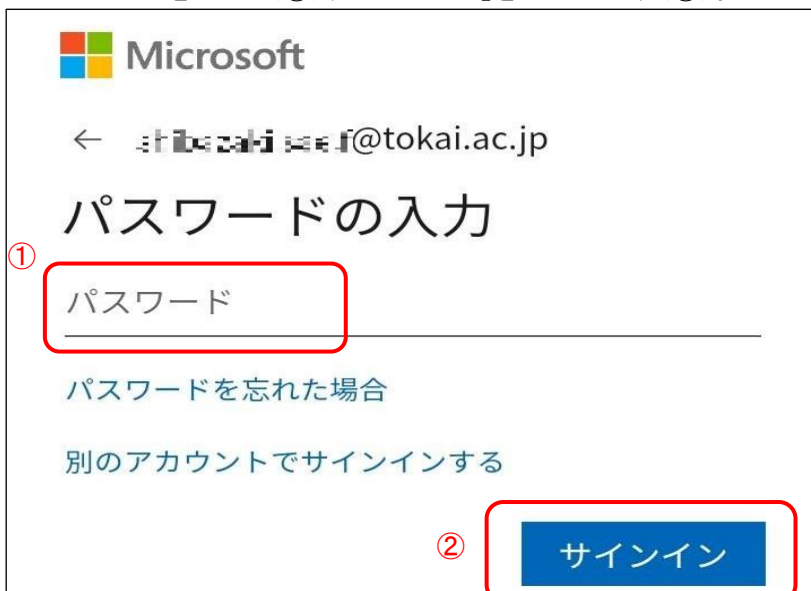 Microsoft
← @tokai.ac.jp
パスワードの入力
①
パスワード
パスワードを忘れた場合
別のアカウントでサインインする
② サインイン